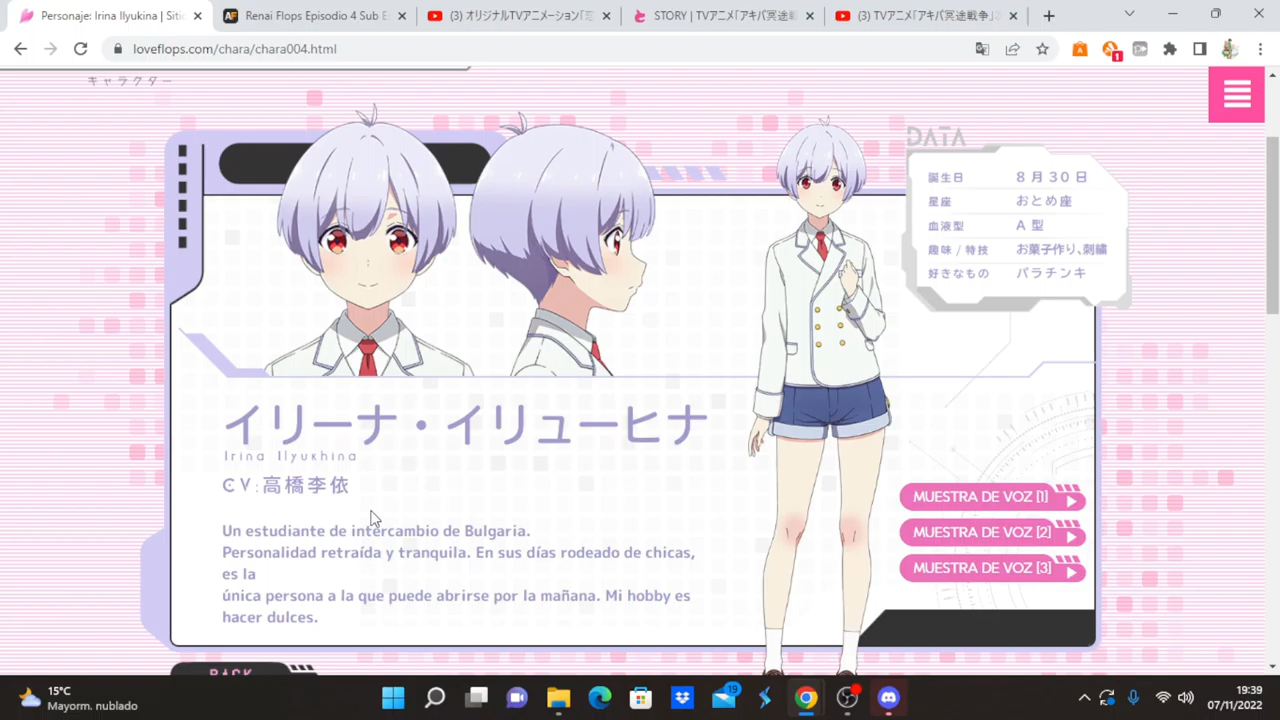 Personaje: Irina Ilyukina | Sitio
Renai Flops Episodio 4 Sub E
(3) オリジナルTVアニメーション「恋
STORY | TVアニメ「アキバ冥途戦
(3) TVアニメ「アキバ冥途戦争」
loveflops.com/chara/chara004.html
1
キャラクター
DATA
誕生日 8月30日
星座 おとめ座
血液型 A 型
趣味 / 特技 お菓子作り、刺繍
好きなもの パラチンキ
イリーナ・イリューヒナ
Irina Ilyukhina
CV:高橋李依
Un estudiante de intercambio de Bulgaria.
Personalidad retraída y tranquila. En sus días rodeado de chicas,
es la
única persona a la que puede abrirse por la mañana. Mi hobby es
hacer dulces.
MUESTRA DE VOZ [1]
MUESTRA DE VOZ [2]
MUESTRA DE VOZ [3]
BACK
15°C
Mayorm. nublado
19
19:39
07/11/2022